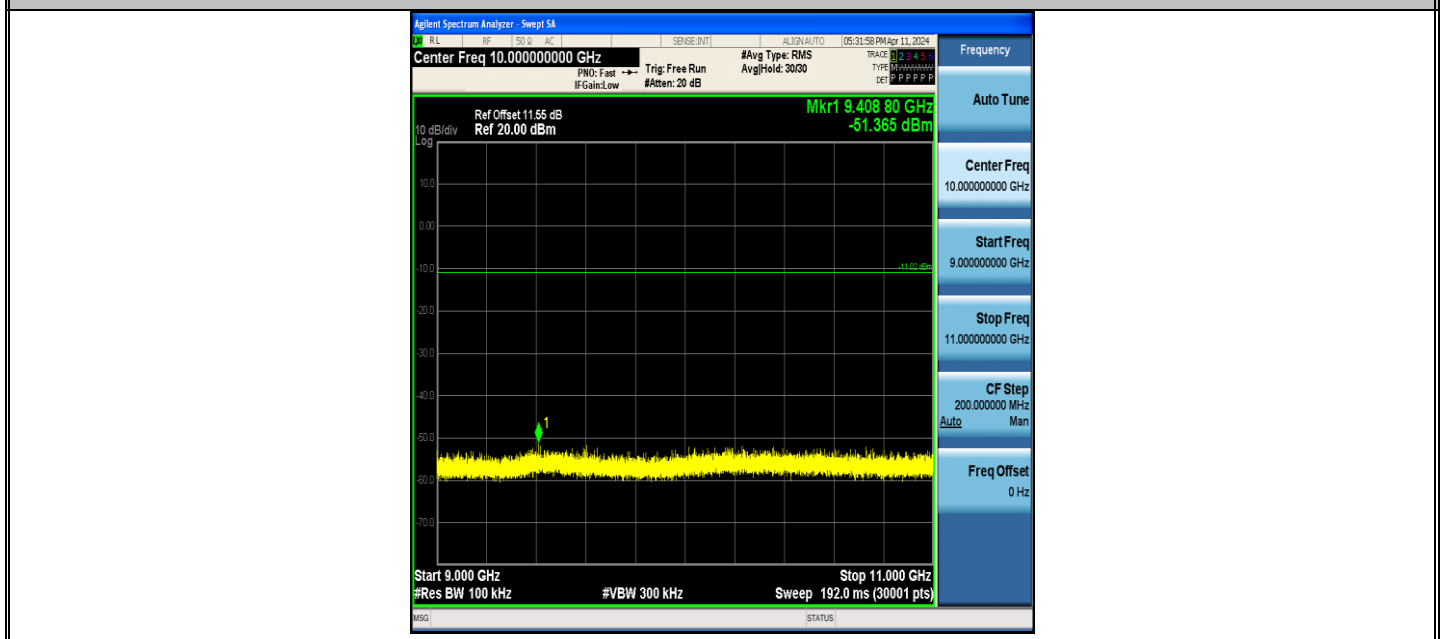 Agilent Spectrum Analyzer - Swept SA
RL RF 50 Ω AC SENSE:INT ALIGN AUTO 05:31:58 PM Apr 11, 2024
Center Freq 10.000000000 GHz
PNO: Fast
IFGain:Low
Trig: Free Run
#Atten: 20 dB
#Avg Type: RMS
Avg|Hold: 30/30
TRACE 1 2 3 4 5 6
TYPE M
DET P P P P P P
Frequency
Auto Tune
Center Freq
10.000000000 GHz
Start Freq
9.000000000 GHz
Stop Freq
11.000000000 GHz
CF Step
200.000000 MHz
Auto Man
Freq Offset
0 Hz
Mkr1 9.408 80 GHz
-51.365 dBm
Ref Offset 11.55 dB
10 dB/div Ref 20.00 dBm
Log
10.0
0.00
-10.0
-11.02 dBm
-20.0
-30.0
-40.0
1
-50.0
-60.0
-70.0
Start 9.000 GHz Stop 11.000 GHz
#Res BW 100 kHz #VBW 300 kHz Sweep 192.0 ms (30001 pts)
MSG STATUS